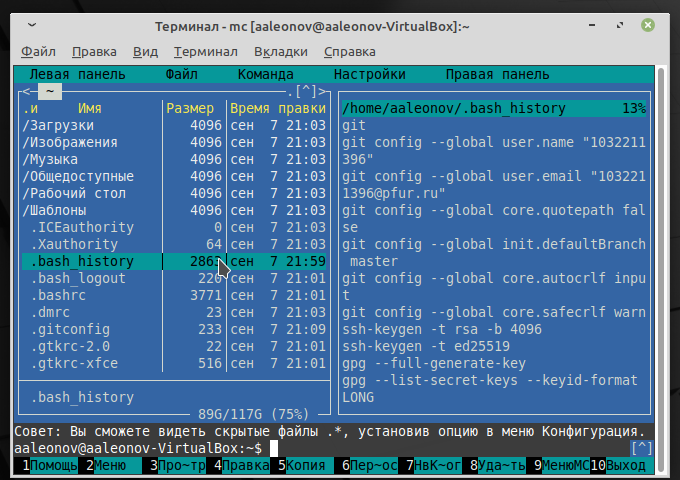 Терминал - mc [aaleonov@aaleonov-VirtualBox]:~
Файл Правка Вид Терминал Вкладки Справка
Левая панель Файл Команда Настройки Правая панель
<─ ~ .[^]>
.и Имя Размер Время правки
/Загрузки 4096 сен 7 21:03
/Изображения 4096 сен 7 21:03
/Музыка 4096 сен 7 21:03
/Общедоступные 4096 сен 7 21:03
/Рабочий стол 4096 сен 7 21:03
/Шаблоны 4096 сен 7 21:03
.ICEauthority 0 сен 7 21:03
.Xauthority 64 сен 7 21:03
.bash_history 2863 сен 7 21:59
.bash_logout 220 сен 7 21:01
.bashrc 3771 сен 7 21:01
.dmrc 23 сен 7 21:03
.gitconfig 233 сен 7 21:09
.gtkrc-2.0 22 сен 7 21:01
.gtkrc-xfce 516 сен 7 21:01
.bash_history
89G/117G (75%)
/home/aaleonov/.bash_history 13%
git
git config --global user.name "1032211
396"
git config --global user.email "103221
1396@pfur.ru"
git config --global core.quotepath fal
se
git config --global init.defaultBranch
master
git config --global core.autocrlf inpu
t
git config --global core.safecrlf warn
ssh-keygen -t rsa -b 4096
ssh-keygen -t ed25519
gpg --full-generate-key
gpg --list-secret-keys --keyid-format
LONG
Совет: Вы сможете видеть скрытые файлы .*, установив опцию в меню Конфигурация.
aaleonov@aaleonov-VirtualBox:~$ [^]
1Помощь 2Меню 3Про~тр 4Правка 5Копия 6Пер~ос 7НвК~ог 8Уда~ть 9МенюMC 10Выход